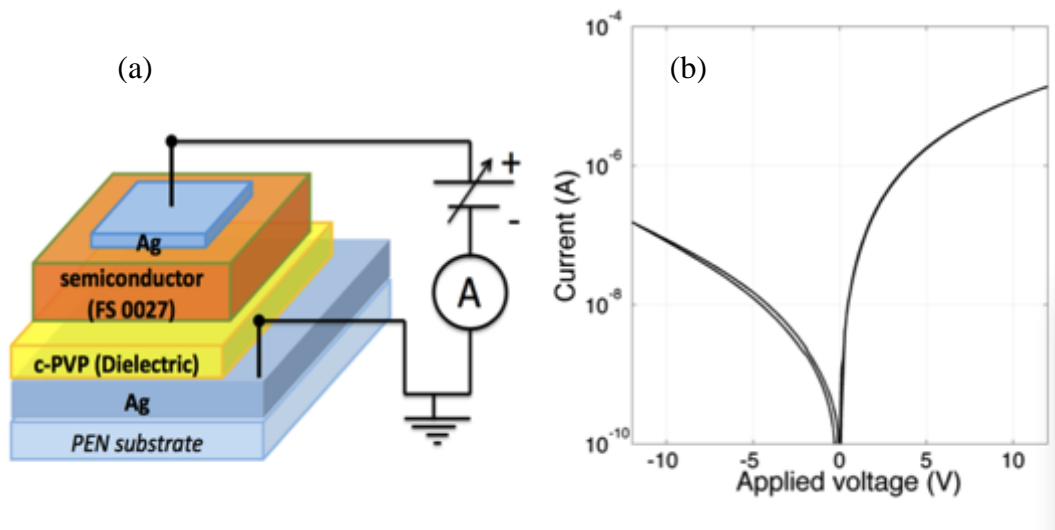 (a)
+
-
A
Ag
semiconductor
(FS 0027)
c-PVP (Dielectric)
Ag
PEN substrate
(b)
10-4
10-6
10-8
10-10
Current (A)
-10 -5 0 5 10
Applied voltage (V)